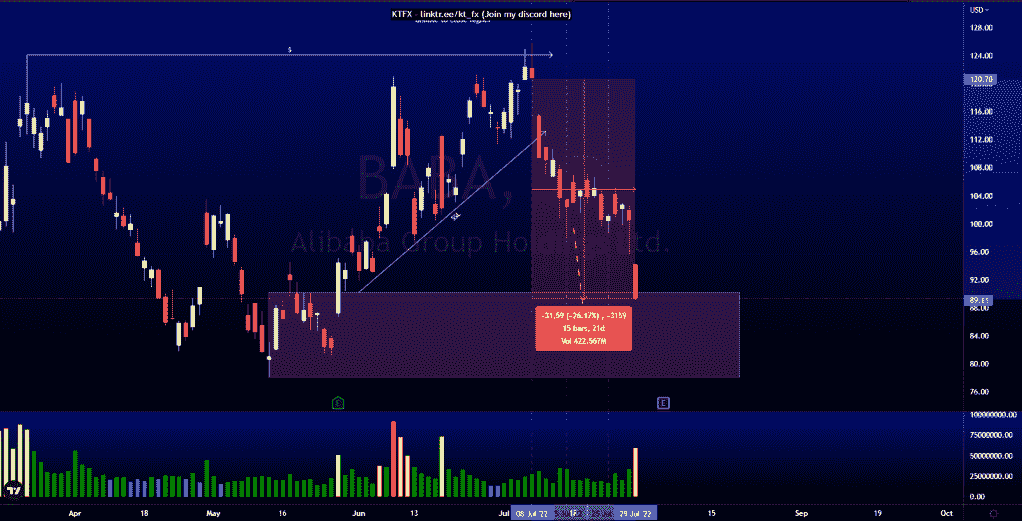 KTFX - linktr.ee/kt_fx (Join my discord here)
USD
128.00
$
124.00
120.70
116.00
112.00
108.00
BABA,
104.00
$$
100.00
Alibaba Group Ho Ltd.
96.00
92.00
89.11
88.00
-31.59 (-26.17%), -3159
15 bars, 21d
Vol 422.567M
84.00
80.00
76.00
E
E
100000000.00
75000000.00
50000000.00
25000000.00
0.00
Apr
18
May
16
Jun
13
Jul
08 Jul '22
18
29 Jul '22
15
Sep
19
Oct